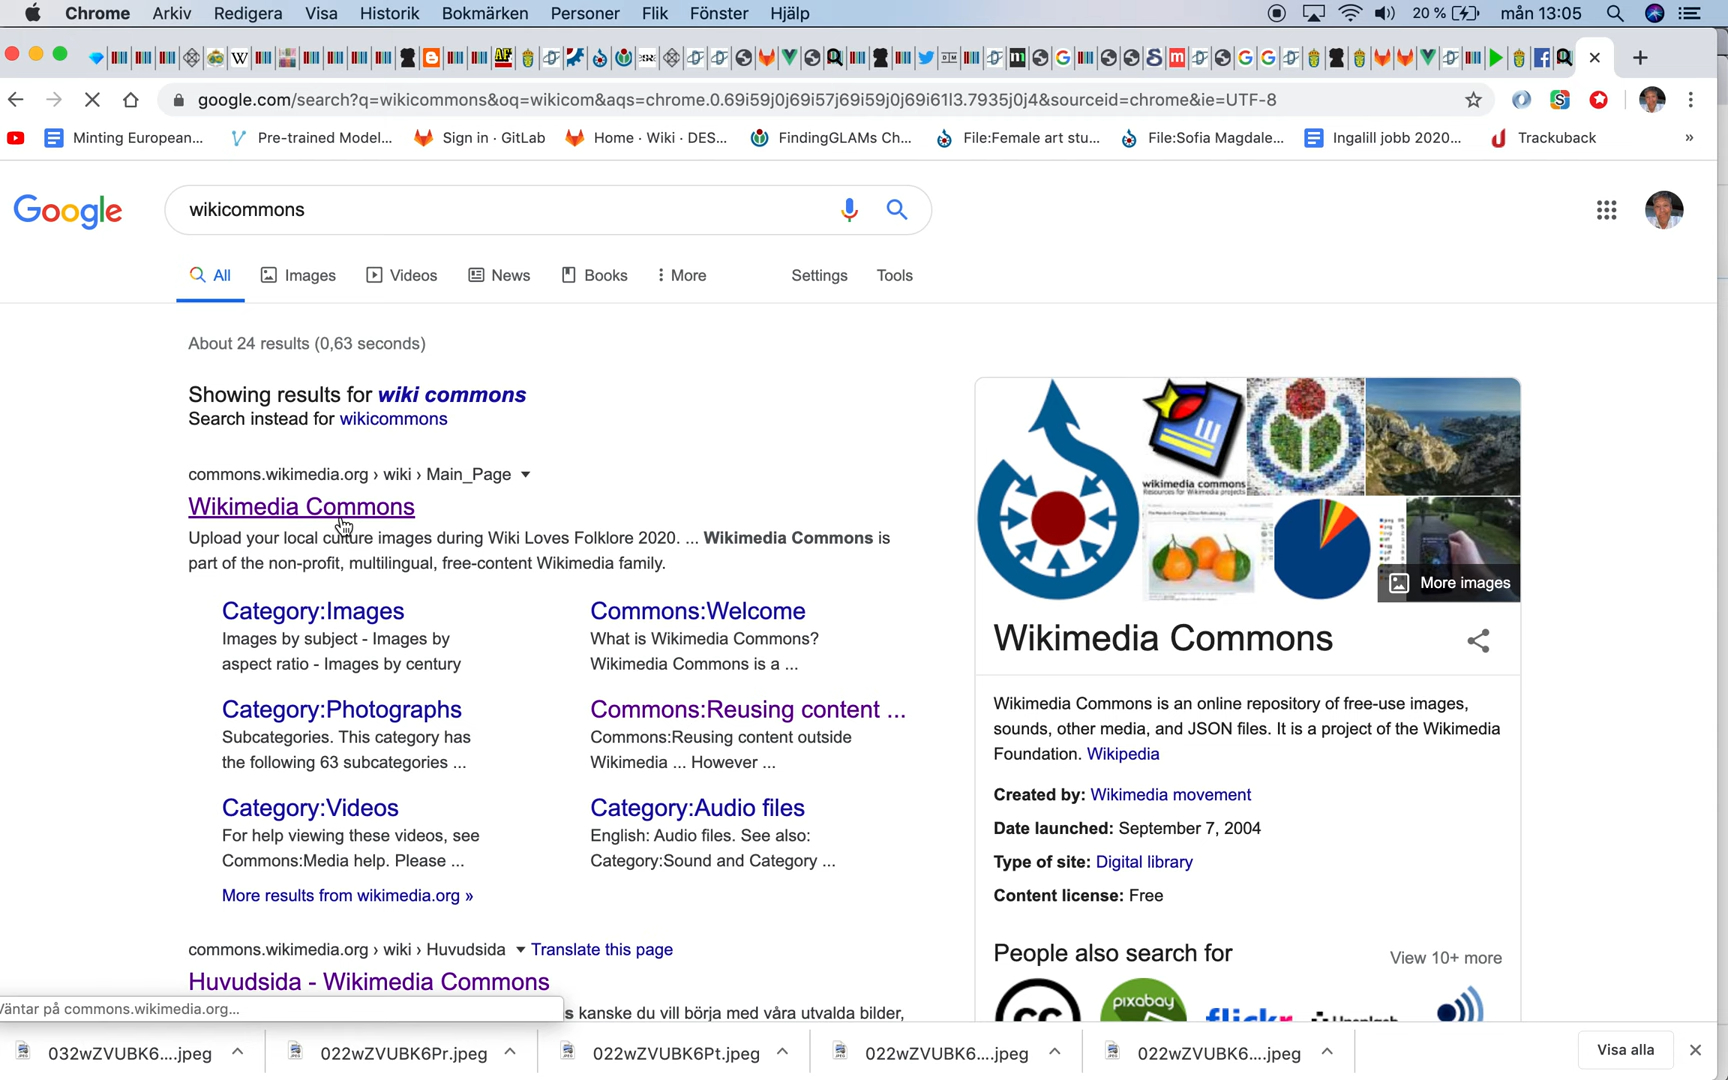 Chrome Arkiv Redigera Visa Historik Bokmärken Personer Flik Fönster Hjälp 20 % mån 13:05
google.com/search?q=wikicommons&oq=wikicom&aqs=chrome.0.69i59j0j69i57j69i59j0j69i61l3.7935j0j4&sourceid=chrome&ie=UTF-8
Minting European... Pre-trained Model... Sign in · GitLab Home · Wiki · DES... FindingGLAMs Ch... File:Female art stu... File:Sofia Magdale... Ingalill jobb 2020... Trackuback »
Google wikicommons
All Images Videos News Books More Settings Tools
About 24 results (0,63 seconds)
Showing results for wiki commons
Search instead for wikicommons
commons.wikimedia.org › wiki › Main_Page
Wikimedia Commons
Upload your local culture images during Wiki Loves Folklore 2020. ... Wikimedia Commons is
part of the non-profit, multilingual, free-content Wikimedia family.
Category:Images
Images by subject - Images by
aspect ratio - Images by century
Commons:Welcome
What is Wikimedia Commons?
Wikimedia Commons is a ...
Category:Photographs
Subcategories. This category has
the following 63 subcategories ...
Commons:Reusing content ...
Commons:Reusing content outside
Wikimedia ... However ...
Category:Videos
For help viewing these videos, see
Commons:Media help. Please ...
Category:Audio files
English: Audio files. See also:
Category:Sound and Category ...
More results from wikimedia.org »
commons.wikimedia.org › wiki › Huvudsida Translate this page
Huvudsida - Wikimedia Commons
s kanske du vill börja med våra utvalda bilder,
wikimedia commons
More images
Wikimedia Commons
Wikimedia Commons is an online repository of free-use images,
sounds, other media, and JSON files. It is a project of the Wikimedia
Foundation. Wikipedia
Created by: Wikimedia movement
Date launched: September 7, 2004
Type of site: Digital library
Content license: Free
People also search for View 10+ more
cc pixabay flickr Unsplash
Väntar på commons.wikimedia.org...
032wZVUBK6....jpeg 022wZVUBK6Pr.jpeg 022wZVUBK6Pt.jpeg 022wZVUBK6....jpeg 022wZVUBK6....jpeg Visa alla